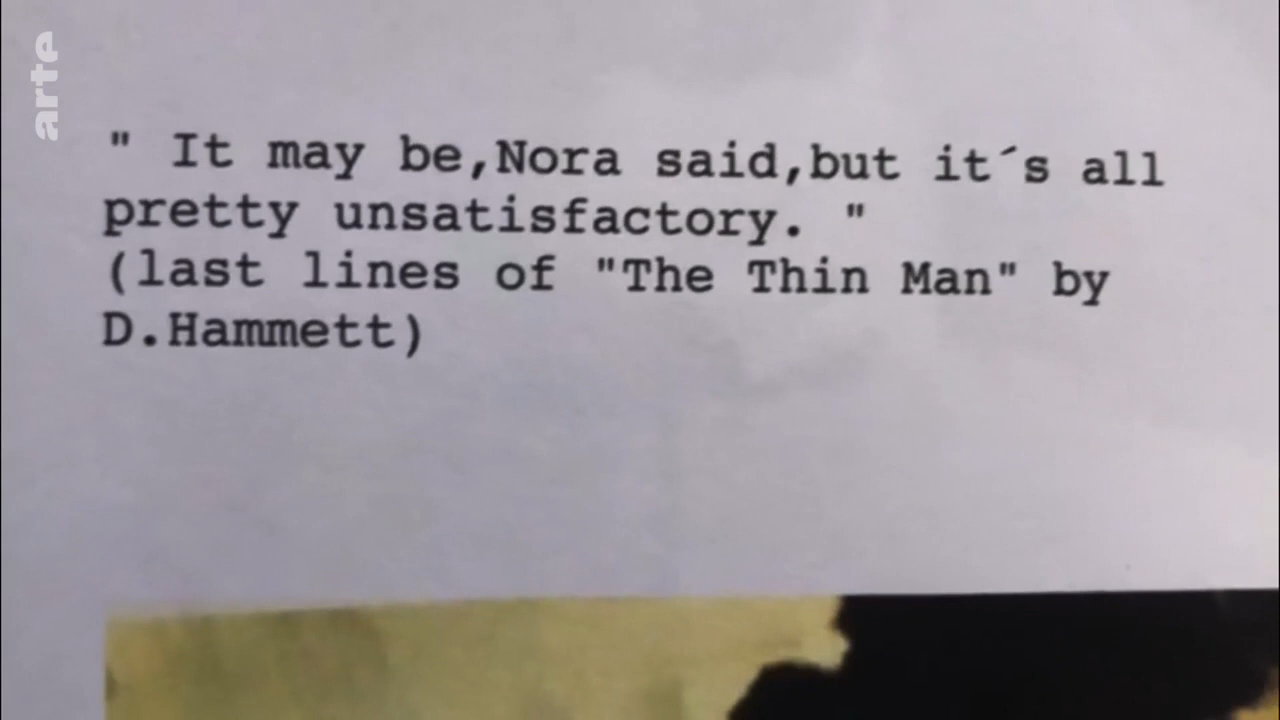 arte
" It may be,Nora said,but it´s all
pretty unsatisfactory. "
(last lines of "The Thin Man" by
D.Hammett)